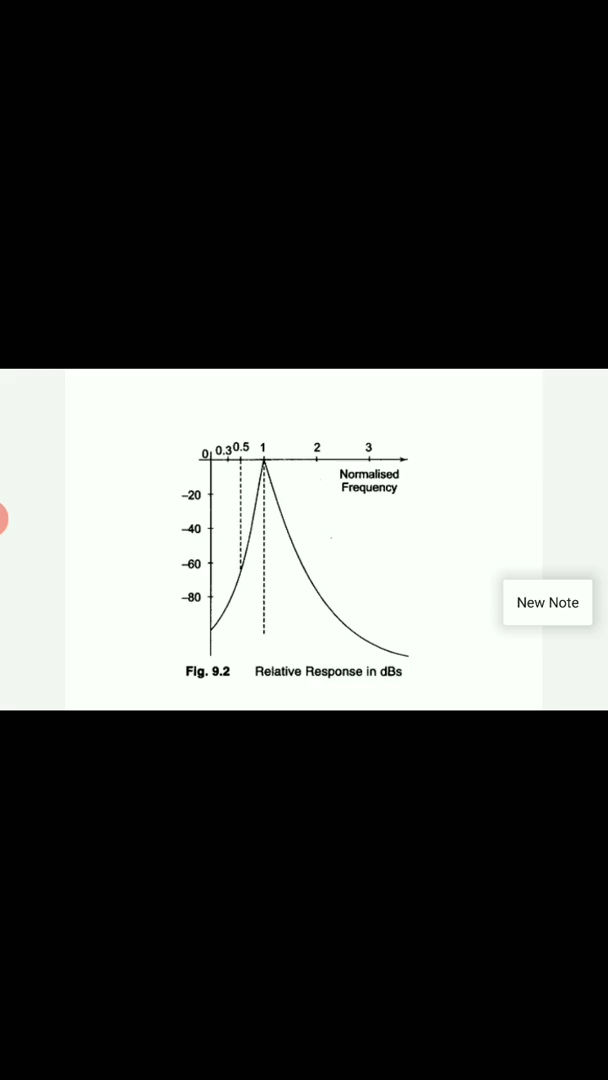 0 0.3 0.5 1 2 3
Normalised
Frequency
–20
–40
–60
–80
New Note
Fig. 9.2 Relative Response in dBs